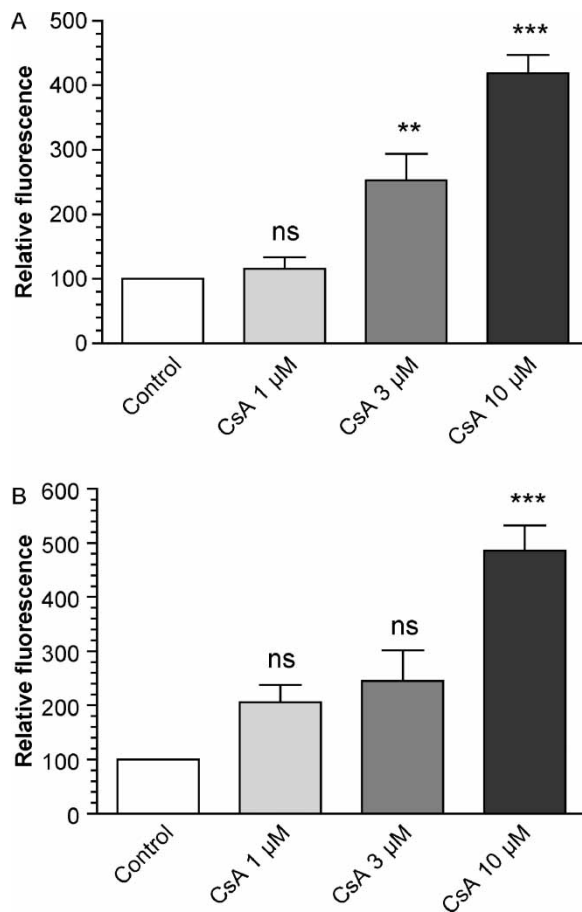 A
Relative fluorescence
500
400
300
200
100
0
ns
**
***
Control
CsA 1 µM
CsA 3 µM
CsA 10 µM
B
Relative fluorescence
600
500
400
300
200
100
0
ns
ns
***
Control
CsA 1 µM
CsA 3 µM
CsA 10 µM